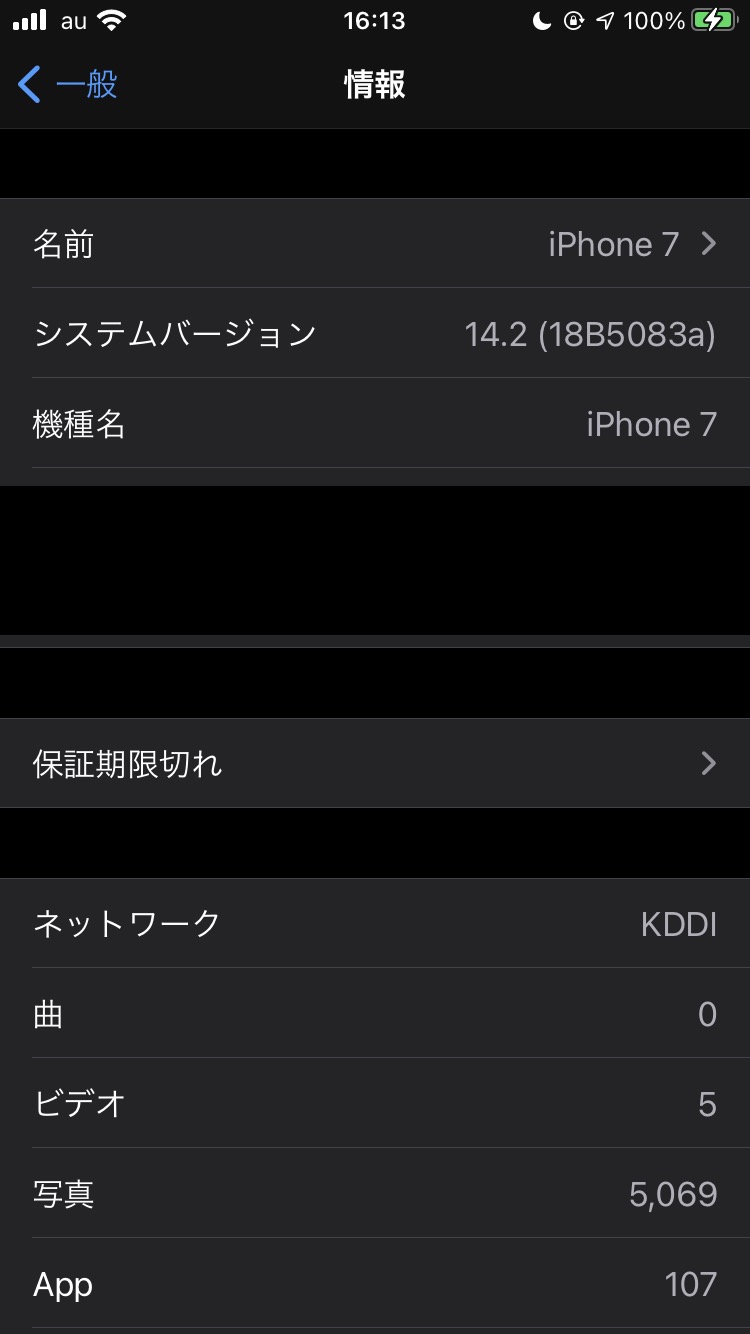 au 16:13 100%
一般 情報
名前 iPhone 7
システムバージョン 14.2 (18B5083a)
機種名 iPhone 7
保証期限切れ
ネットワーク KDDI
曲 0
ビデオ 5
写真 5,069
App 107